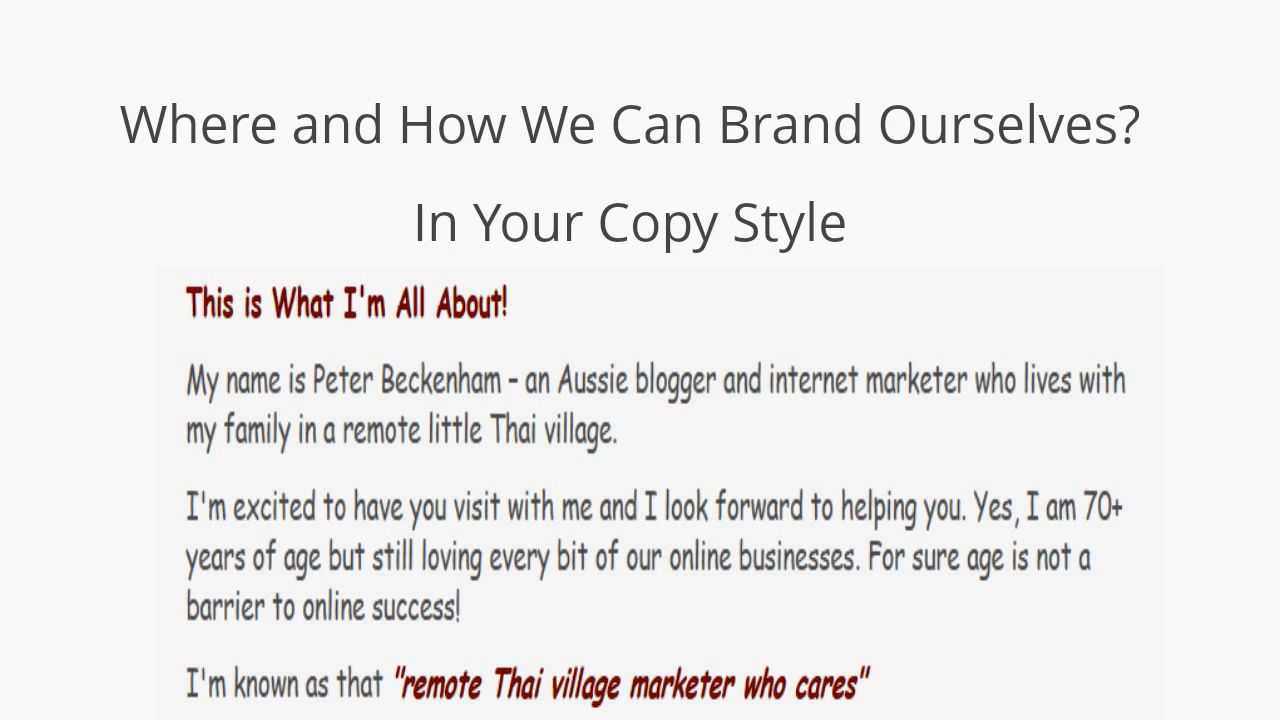 Where and How We Can Brand Ourselves?
In Your Copy Style
This is What I'm All About!
My name is Peter Beckenham - an Aussie blogger and internet marketer who lives with
my family in a remote little Thai village.
I'm excited to have you visit with me and I look forward to helping you. Yes, I am 70+
years of age but still loving every bit of our online businesses. For sure age is not a
barrier to online success!
I'm known as that "remote Thai village marketer who cares"